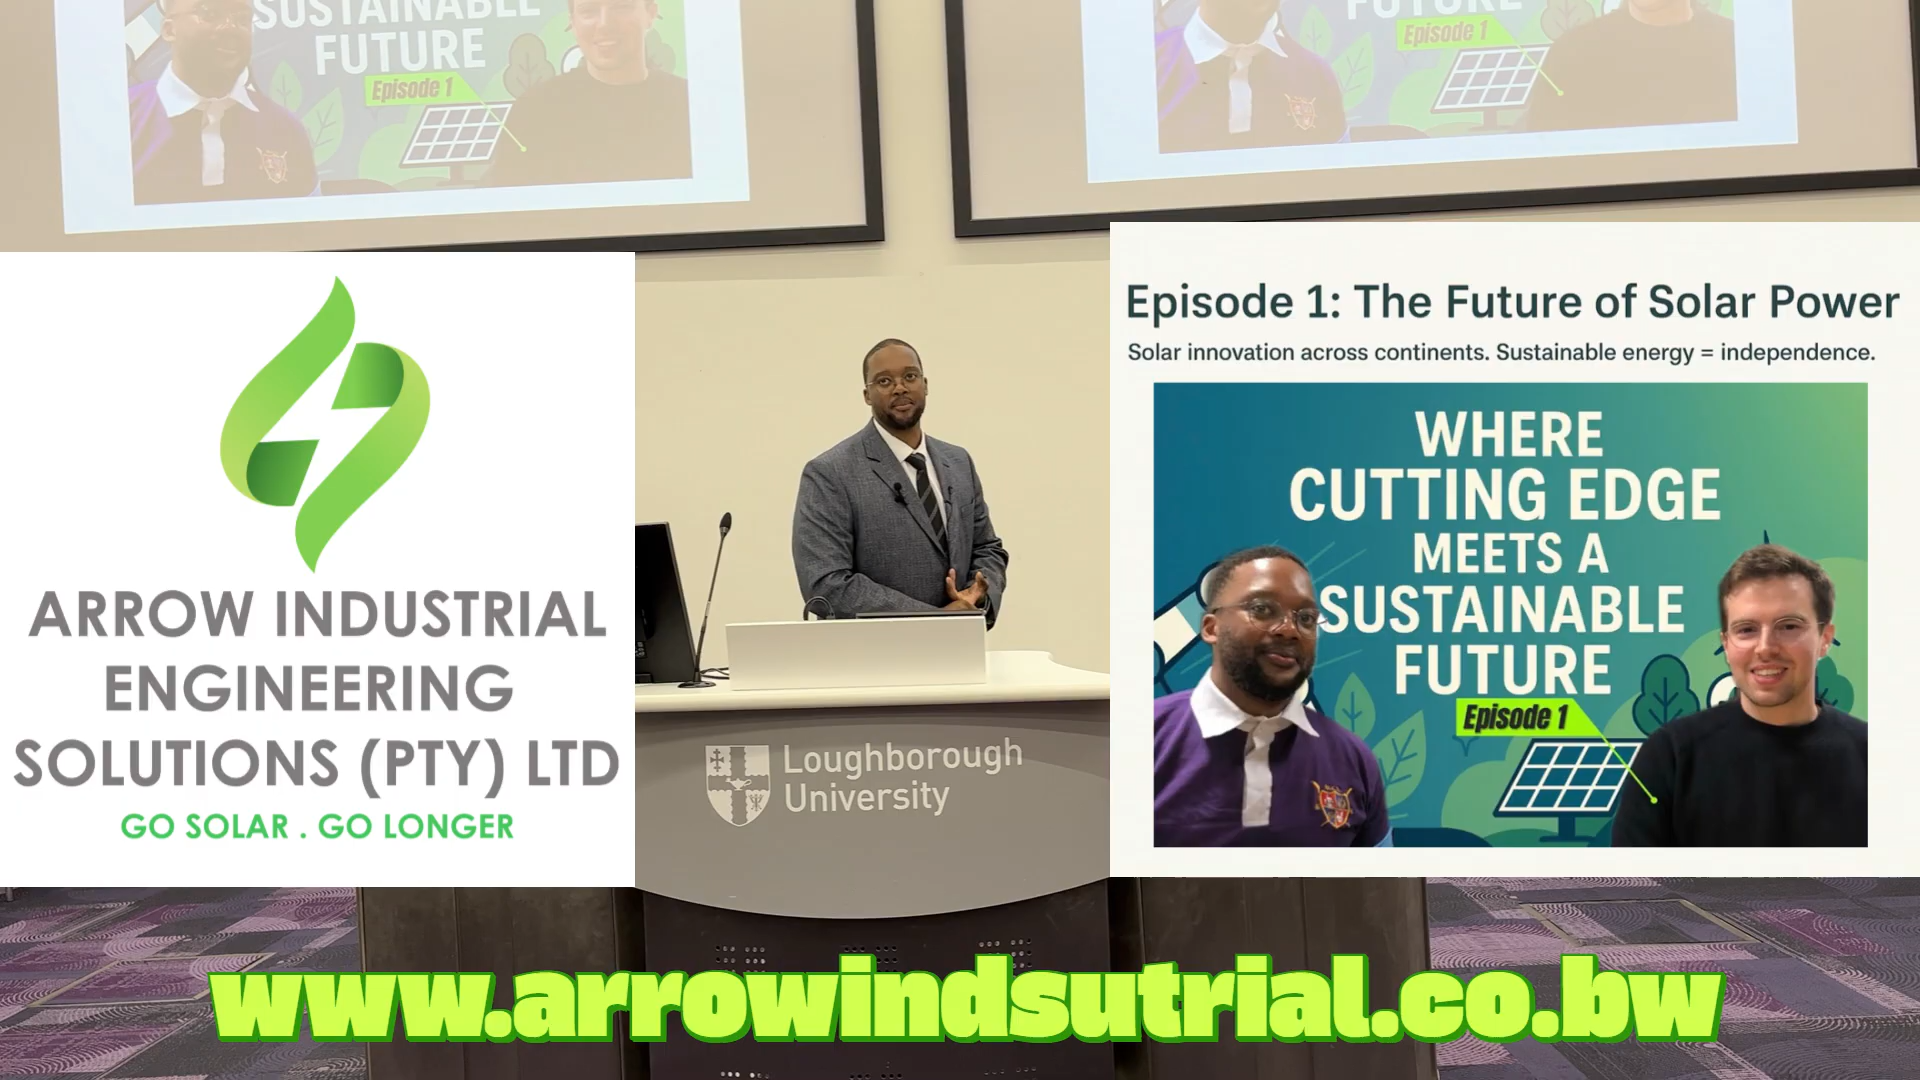 SUSTAINABLE
FUTURE
Episode 1
FUTURE
Episode 1
ARROW INDUSTRIAL
ENGINEERING
SOLUTIONS (PTY) LTD
GO SOLAR . GO LONGER
Loughborough
University
Episode 1: The Future of Solar Power
Solar innovation across continents. Sustainable energy = independence.
WHERE
CUTTING EDGE
MEETS A
SUSTAINABLE
FUTURE
Episode 1
www.arrowindsutrial.co.bw